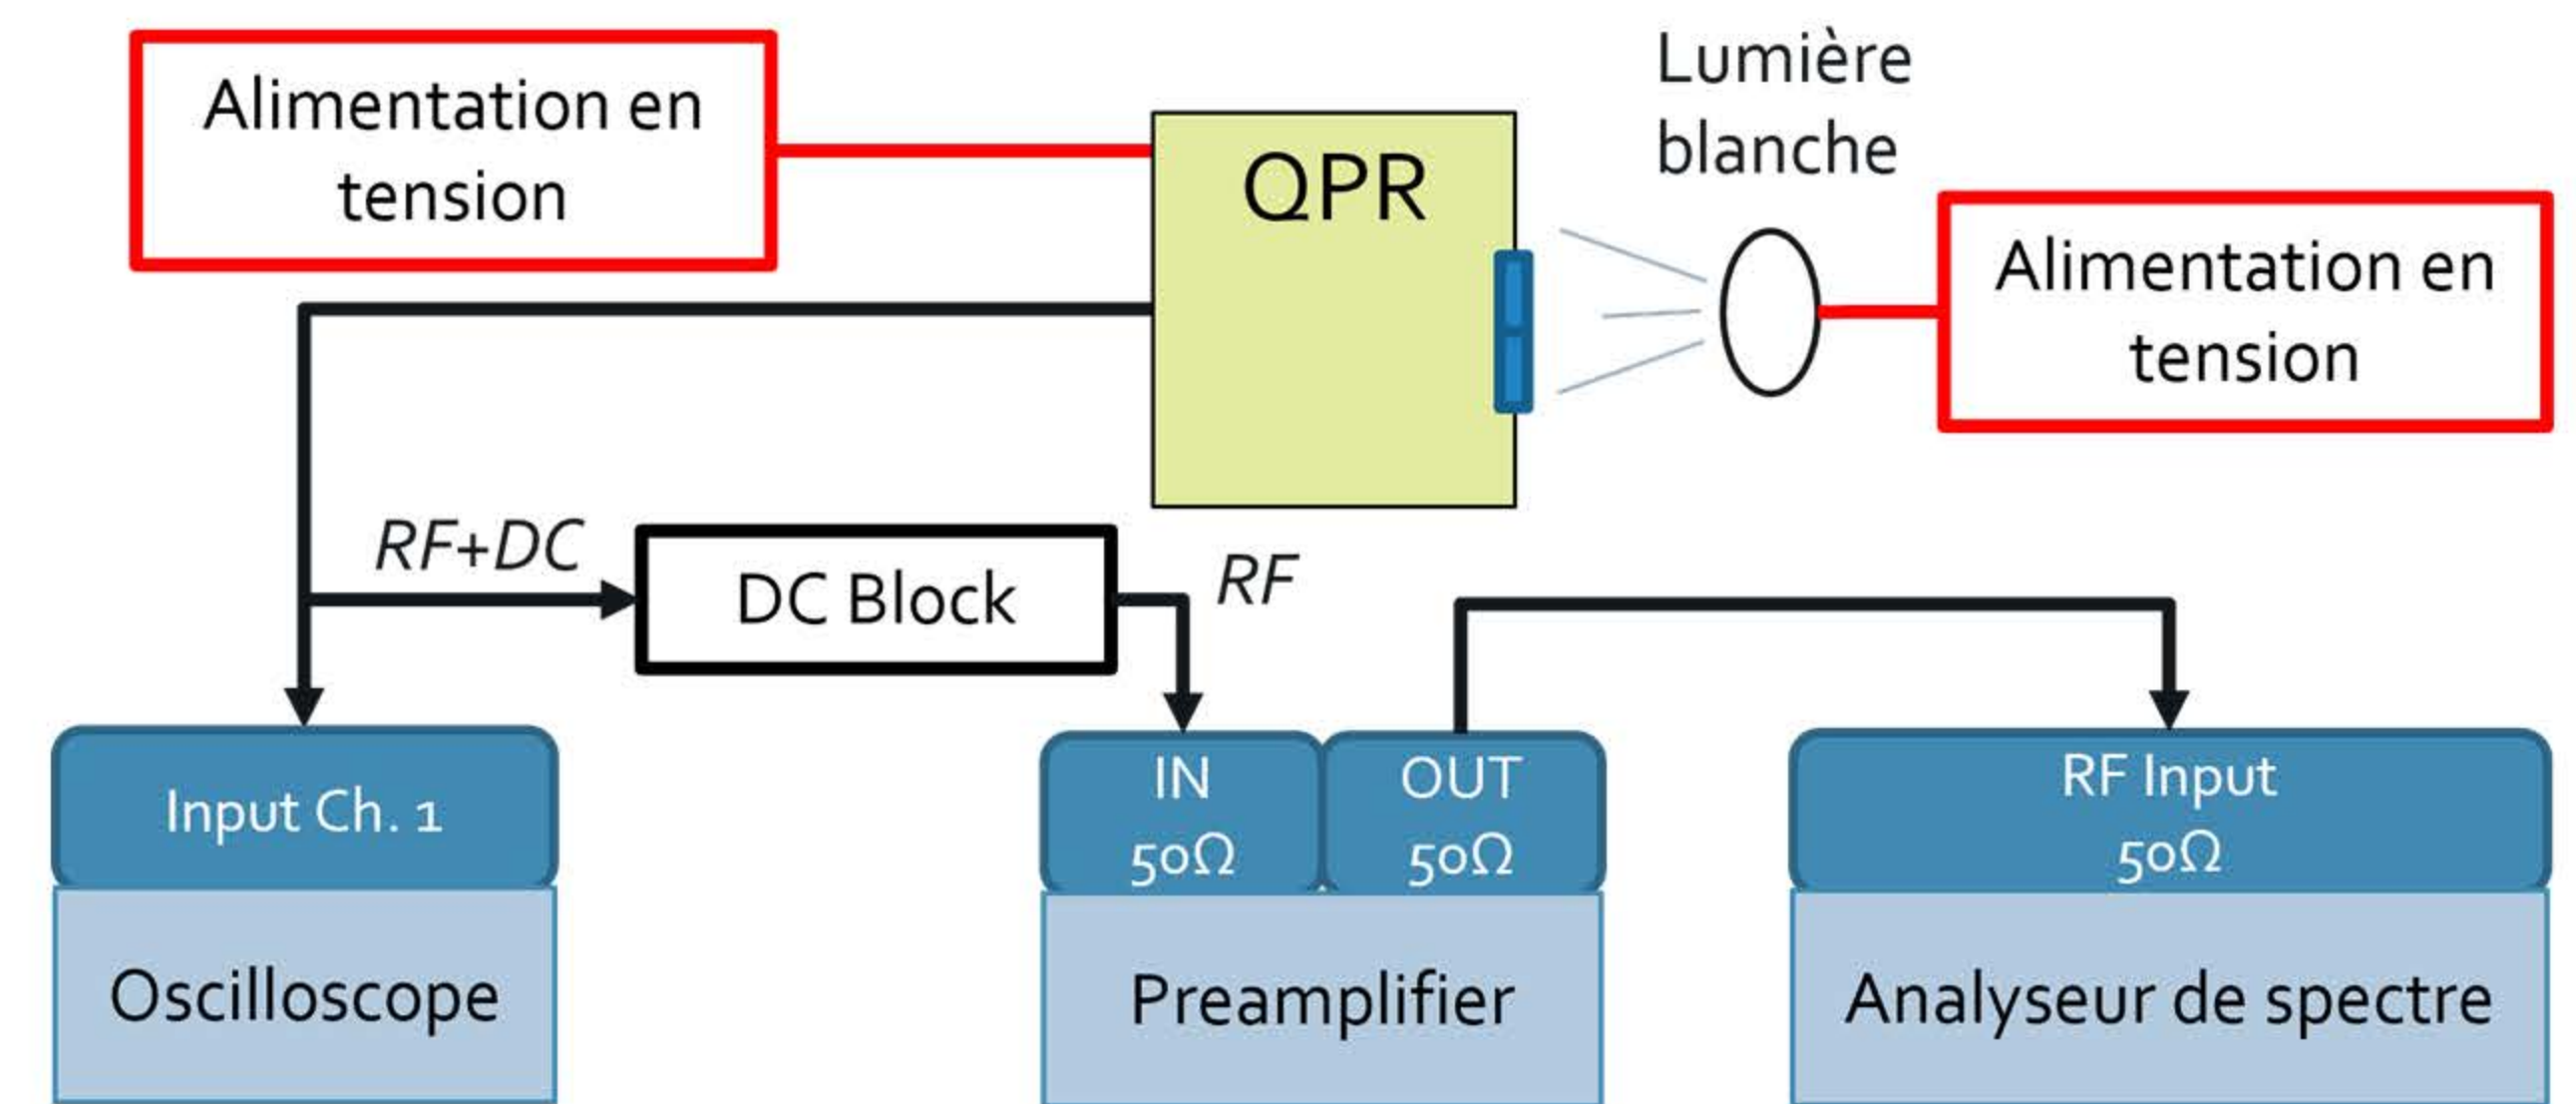 Alimentation en
tension
QPR
Lumière
blanche
Alimentation en
tension
RF+DC
DC Block
RF
Input Ch. 1
Oscilloscope
IN
50Ω
OUT
50Ω
Preamplifier
RF Input
50Ω
Analyseur de spectre